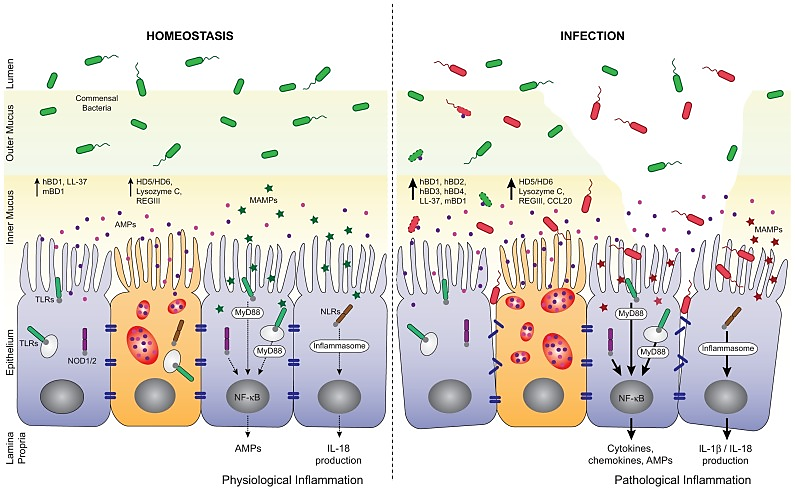 HOMEOSTASIS
INFECTION
Lumen
Outer Mucus
Inner Mucus
Epithelium
Lamina
Propria
Commensal
Bacteria
hBD1, LL-37
mBD1
HD5/HD6,
Lysozyme C,
REGIII
MAMPs
AMPs
TLRs
TLRs
NOD1/2
MyD88
MyD88
NF-κB
NLRs
Inflammasome
AMPs
IL-18
production
Physiological Inflammation
hBD1, hBD2,
hBD3, hBD4,
LL-37, mBD1
HD5/HD6
Lysozyme C,
REGIII, CCL20
MAMPs
MyD88
MyD88
NF-κB
Inflammasome
Cytokines,
chemokines, AMPs
IL-1β / IL-18
production
Pathological Inflammation